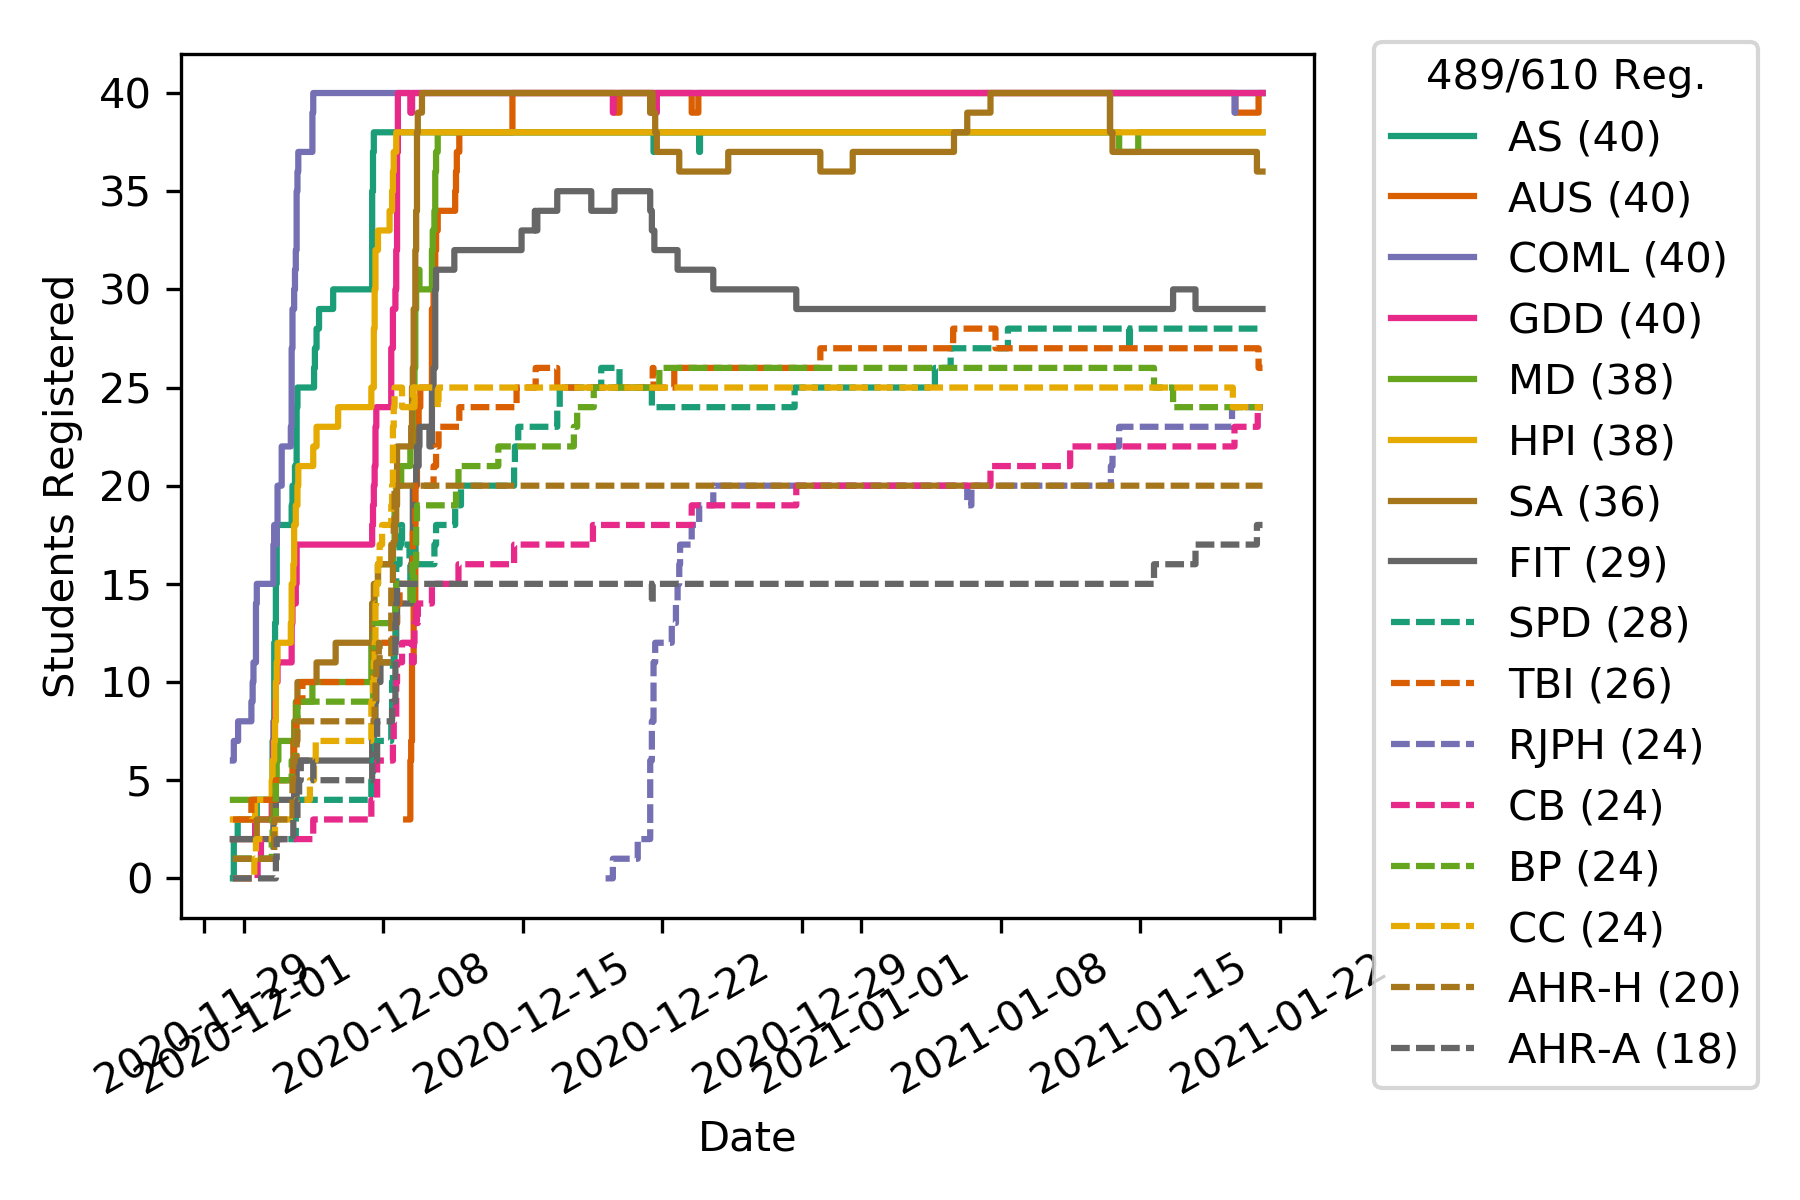 489/610 Reg.
AS (40)
AUS (40)
COML (40)
GDD (40)
MD (38)
HPI (38)
SA (36)
FIT (29)
SPD (28)
TBI (26)
RJPH (24)
CB (24)
BP (24)
CC (24)
AHR-H (20)
AHR-A (18)
Students Registered
40
35
30
25
20
15
10
5
0
2020-11-29
2020-12-01
2020-12-08
2020-12-15
2020-12-22
2020-12-29
2021-01-01
2021-01-08
2021-01-15
2021-01-22
Date